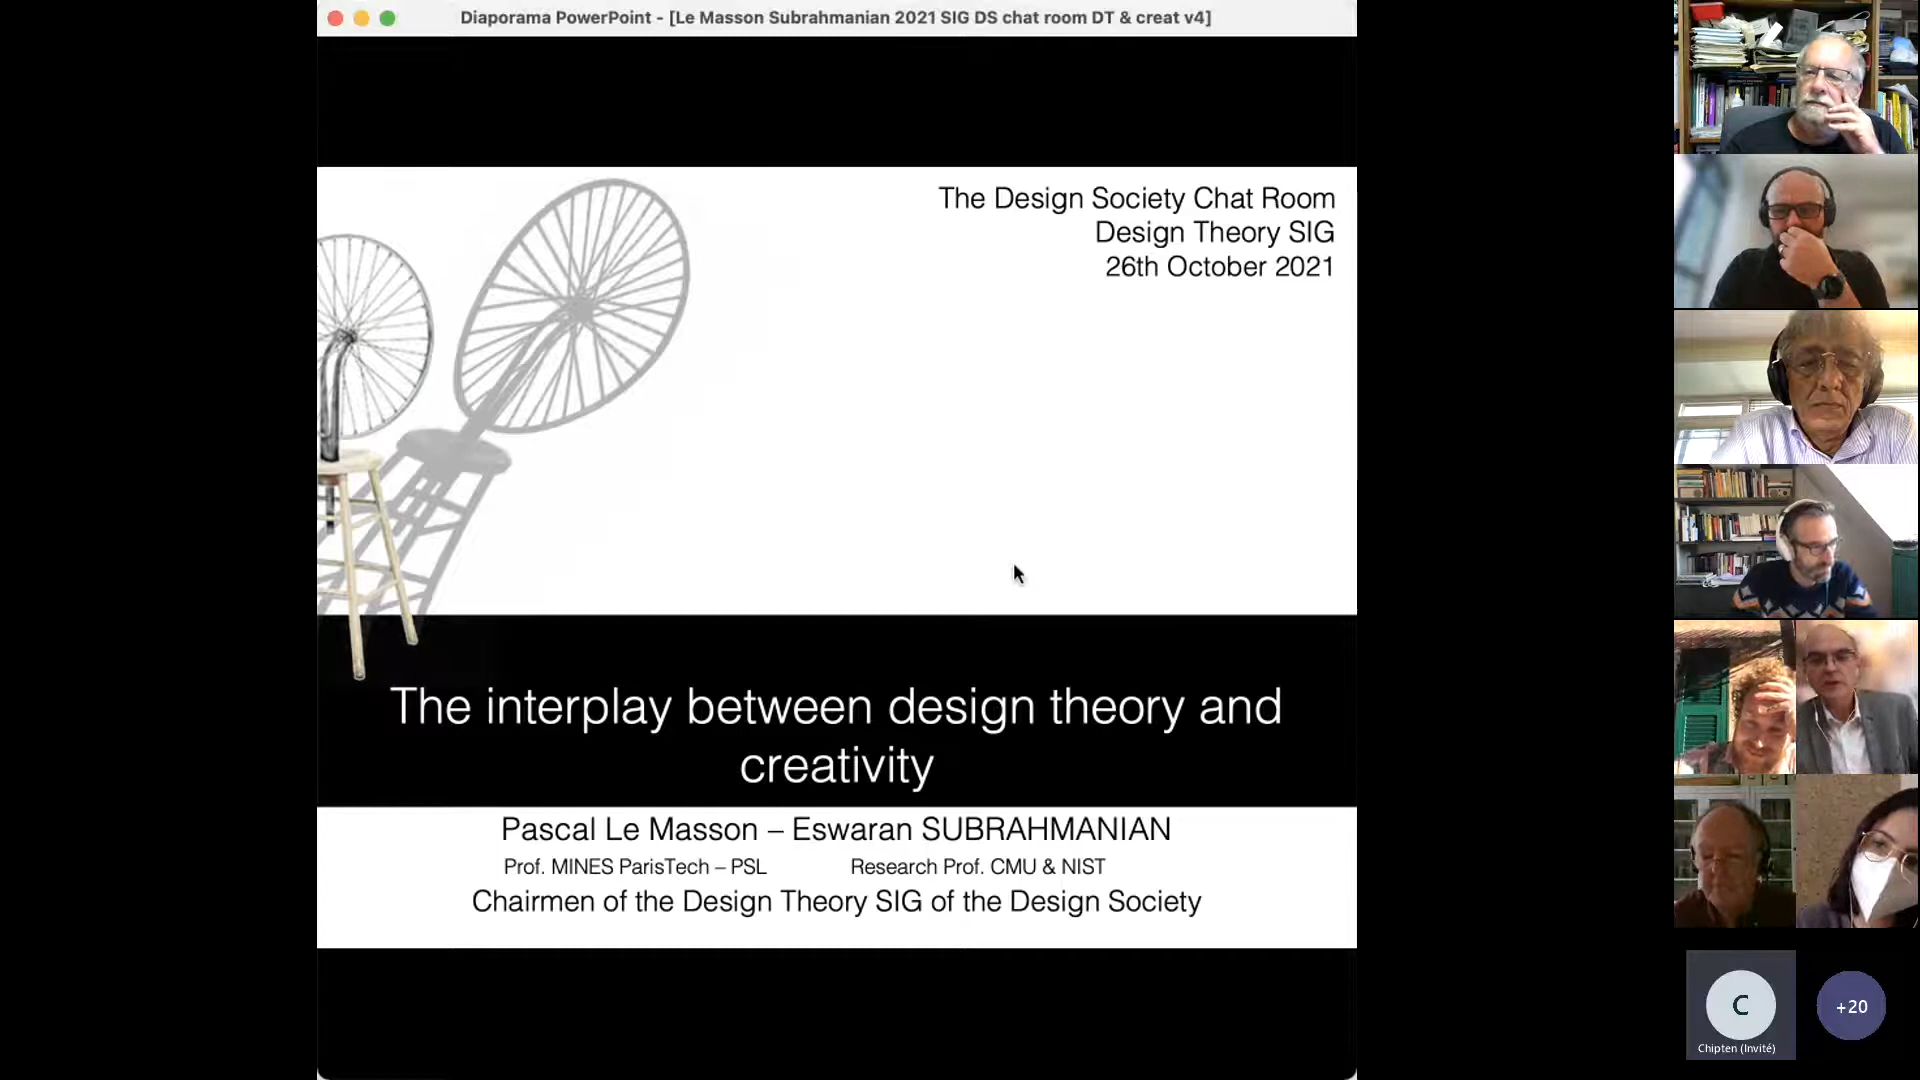 Diaporama PowerPoint - [Le Masson Subrahmanian 2021 SIG DS chat room DT & creat v4]
The Design Society Chat Room
Design Theory SIG
26th October 2021
The interplay between design theory and
creativity
Pascal Le Masson – Eswaran SUBRAHMANIAN
Prof. MINES ParisTech – PSL Research Prof. CMU & NIST
Chairmen of the Design Theory SIG of the Design Society
C
+20
Chipten (Invité)